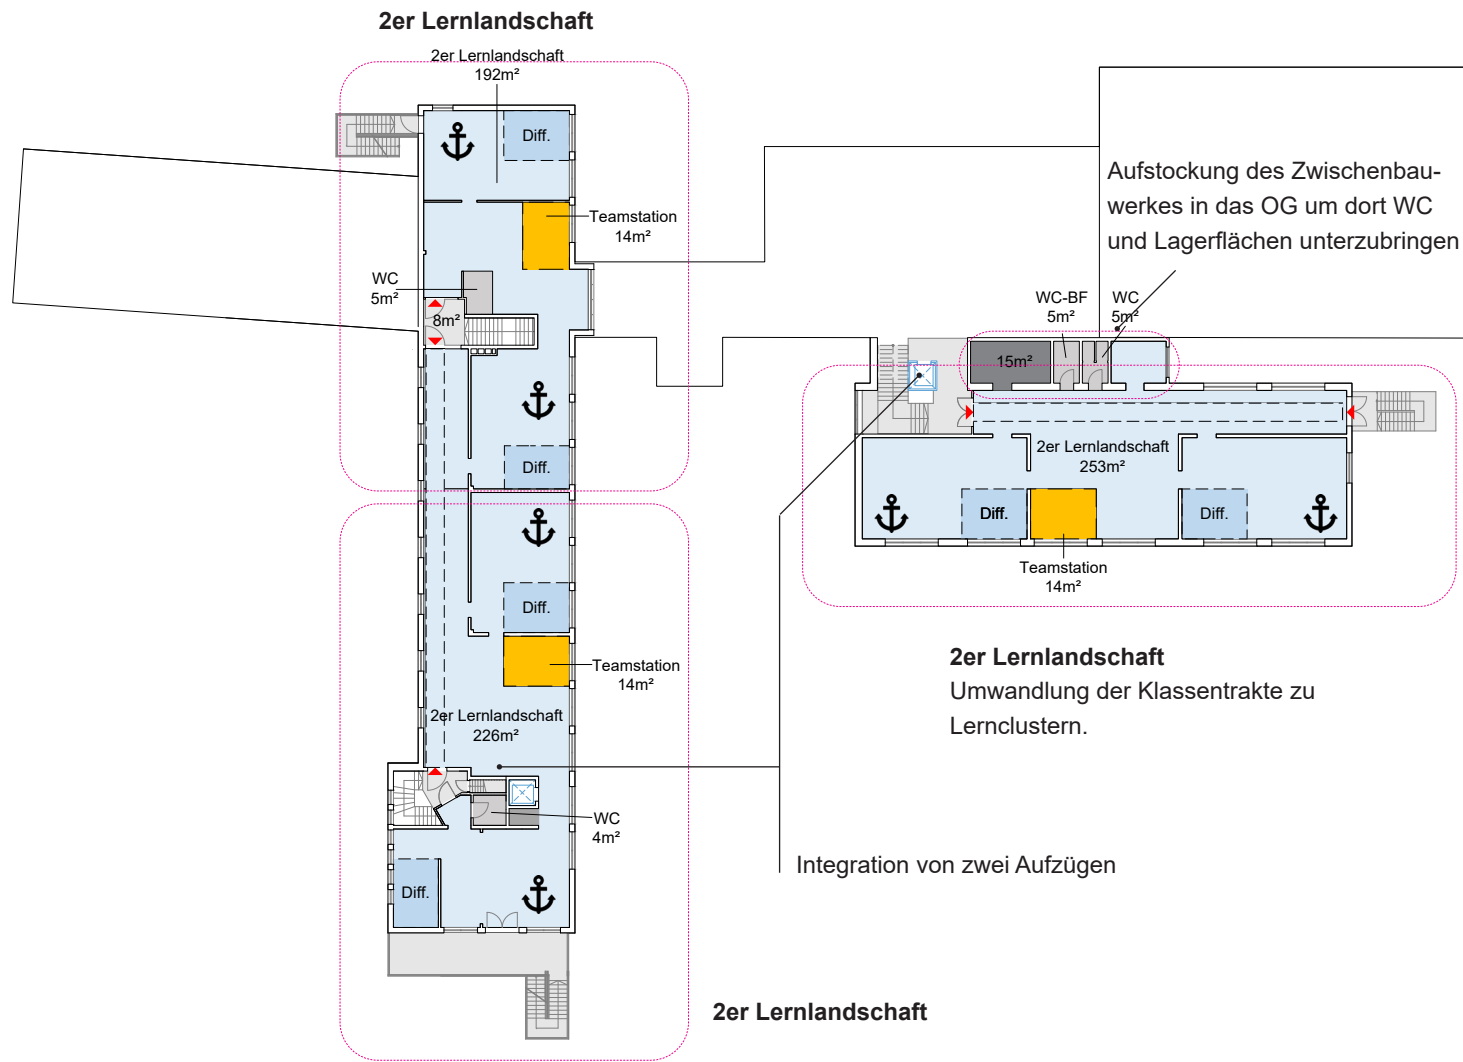 2er Lernlandschaft
2er Lernlandschaft
192m²
Diff.
Teamstation
14m²
WC
5m²
8m²
Diff.
Diff.
Teamstation
14m²
2er Lernlandschaft
226m²
WC
4m²
Diff.
2er Lernlandschaft
Aufstockung des Zwischenbau-
werkes in das OG um dort WC
und Lagerflächen unterzubringen
WC-BF
5m²
WC
5m²
15m²
2er Lernlandschaft
253m²
Diff.
Diff.
Teamstation
14m²
2er Lernlandschaft
Umwandlung der Klassentrakte zu
Lernclustern.
Integration von zwei Aufzügen